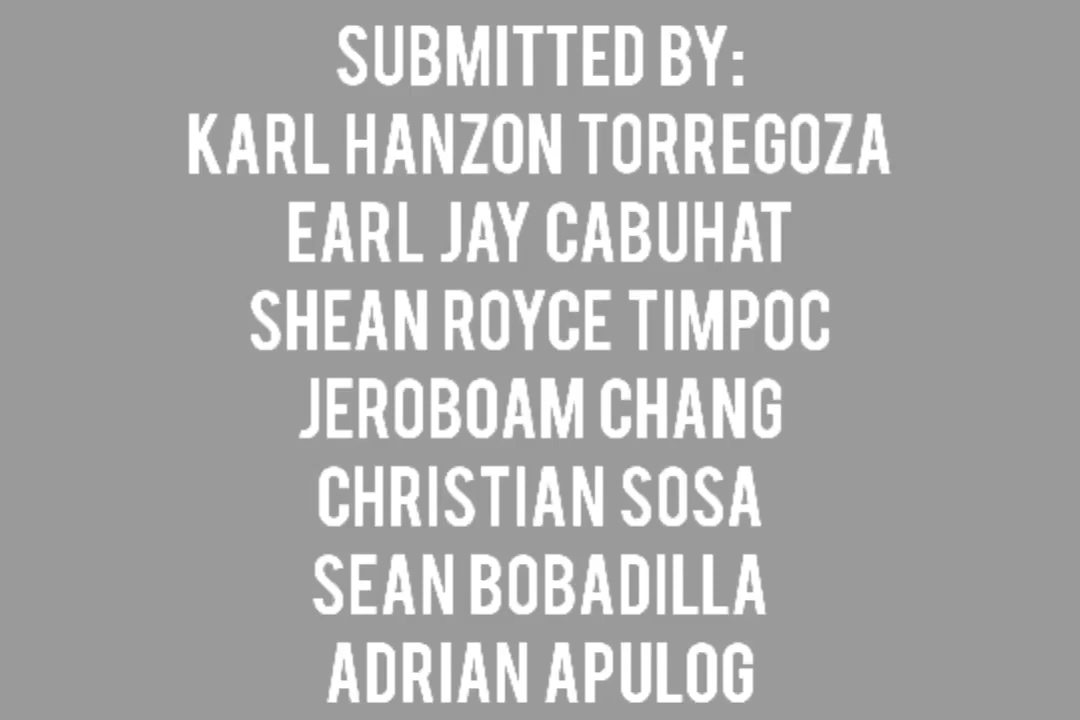 SUBMITTED BY:
KARL HANZON TORREGOZA
EARL JAY CABUHAT
SHEAN ROYCE TIMPOC
JEROBOAM CHANG
CHRISTIAN SOSA
SEAN BOBADILLA
ADRIAN APULOG